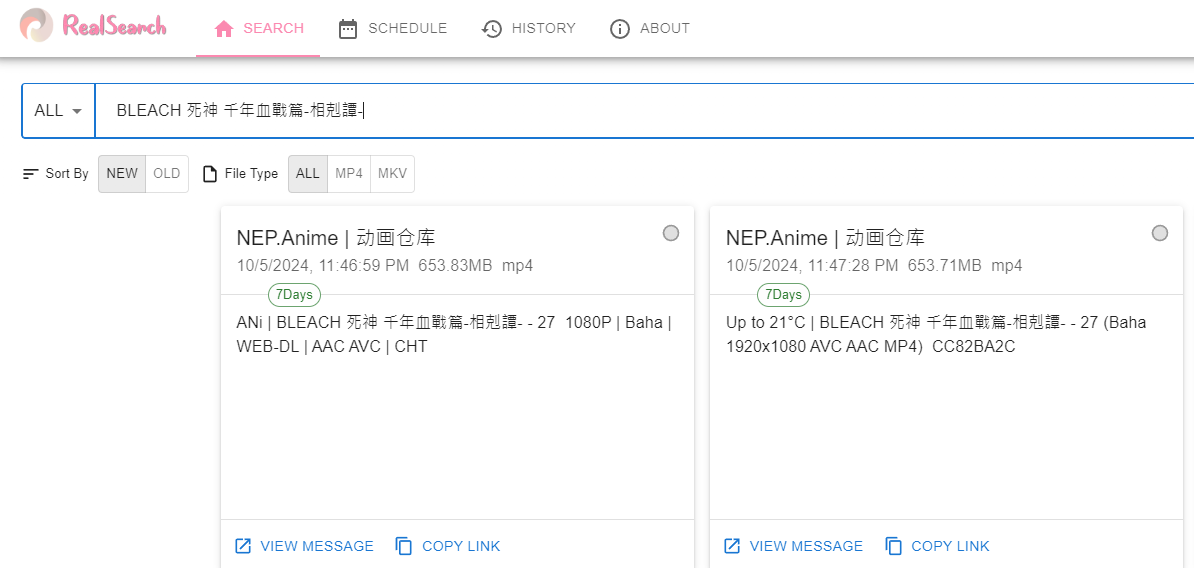 RealSearch SEARCH SCHEDULE HISTORY ABOUT
ALL BLEACH 死神 千年血戰篇-相剋譚-
Sort By NEW OLD File Type ALL MP4 MKV
NEP.Anime | 动画仓库
10/5/2024, 11:46:59 PM 653.83MB mp4
7Days
ANi | BLEACH 死神 千年血戰篇-相剋譚- - 27 1080P | Baha |
WEB-DL | AAC AVC | CHT
VIEW MESSAGE COPY LINK
NEP.Anime | 动画仓库
10/5/2024, 11:47:28 PM 653.71MB mp4
7Days
Up to 21°C | BLEACH 死神 千年血戰篇-相剋譚- - 27 (Baha
1920x1080 AVC AAC MP4) CC82BA2C
VIEW MESSAGE COPY LINK